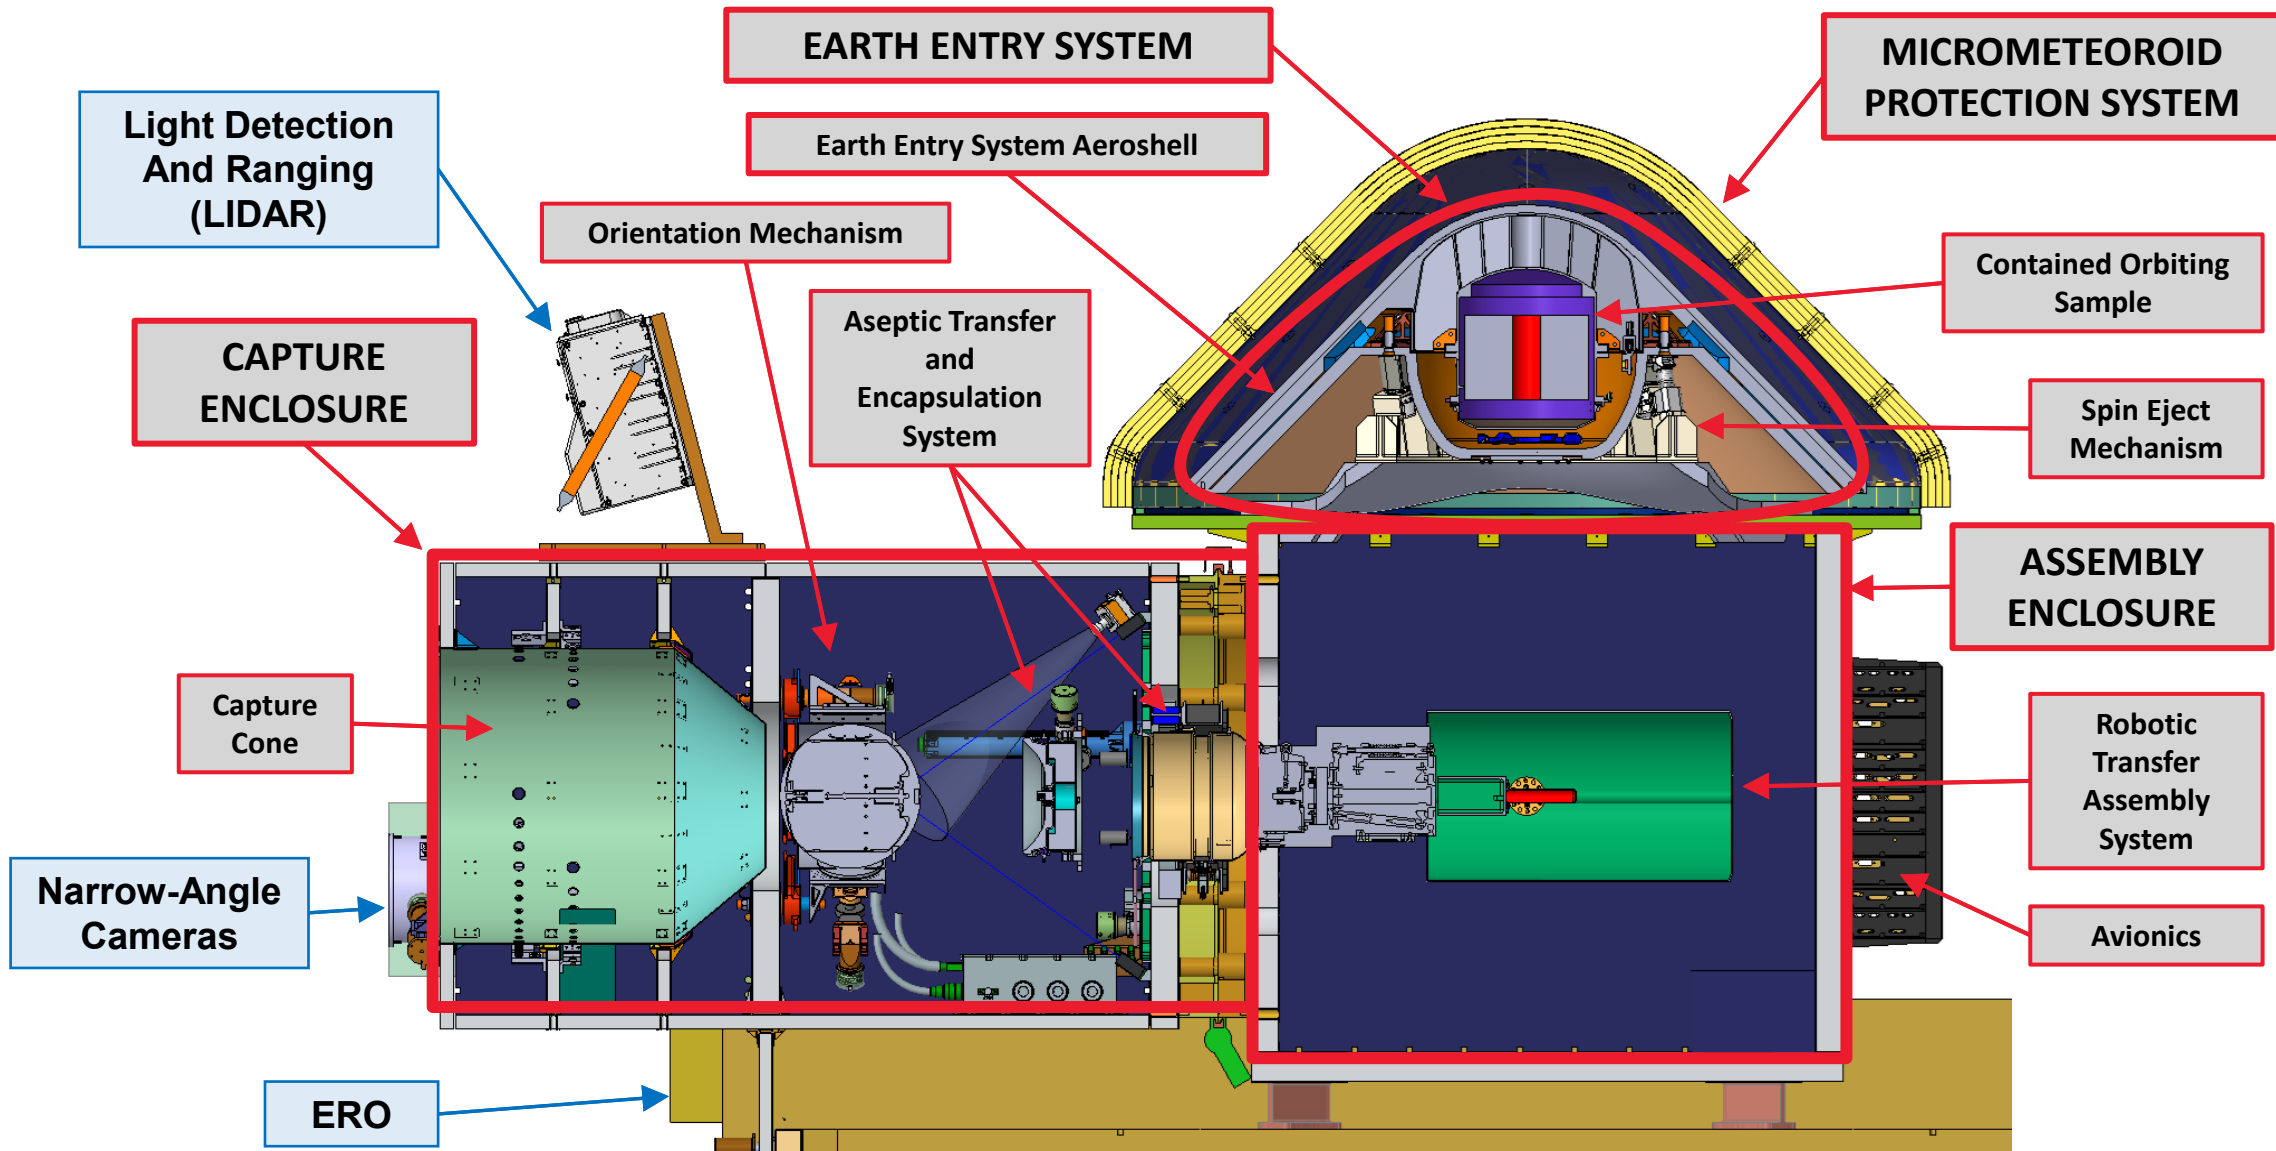 EARTH ENTRY SYSTEM
MICROMETEOROID
PROTECTION SYSTEM
Light Detection
And Ranging
(LIDAR)
Earth Entry System Aeroshell
Orientation Mechanism
Contained Orbiting
Sample
Aseptic Transfer
and
Encapsulation
System
CAPTURE
ENCLOSURE
Spin Eject
Mechanism
ASSEMBLY
ENCLOSURE
Capture
Cone
Robotic
Transfer
Assembly
System
Narrow-Angle
Cameras
Avionics
ERO